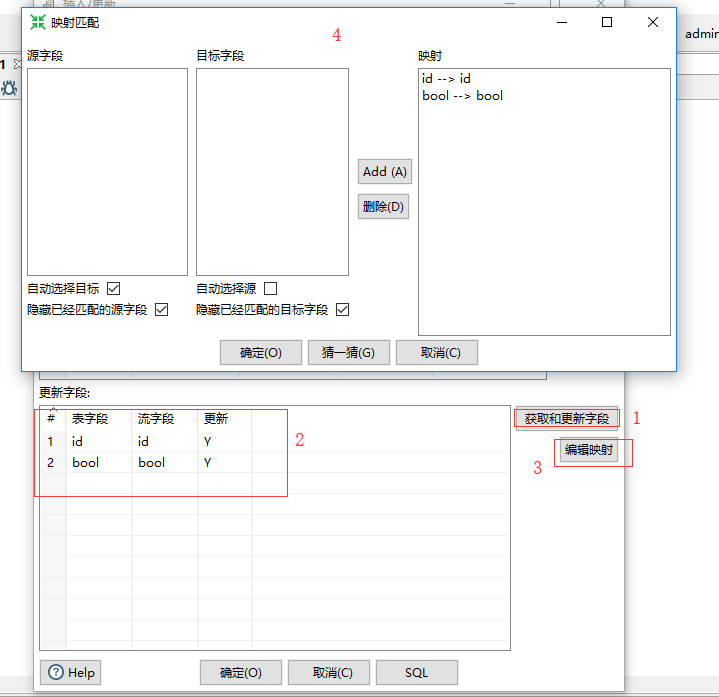 插入/更新
映射匹配
4
admin
源字段
目标字段
映射
1
id --> id
bool --> bool
Add (A)
删除(D)
自动选择目标
自动选择源
隐藏已经匹配的源字段
隐藏已经匹配的目标字段
确定(O)
猜一猜(G)
取消(C)
更新字段:
# 表字段 流字段 更新
获取和更新字段
1
1 id id Y
2
编辑映射
2 bool bool Y
3
Help
确定(O)
取消(C)
SQL